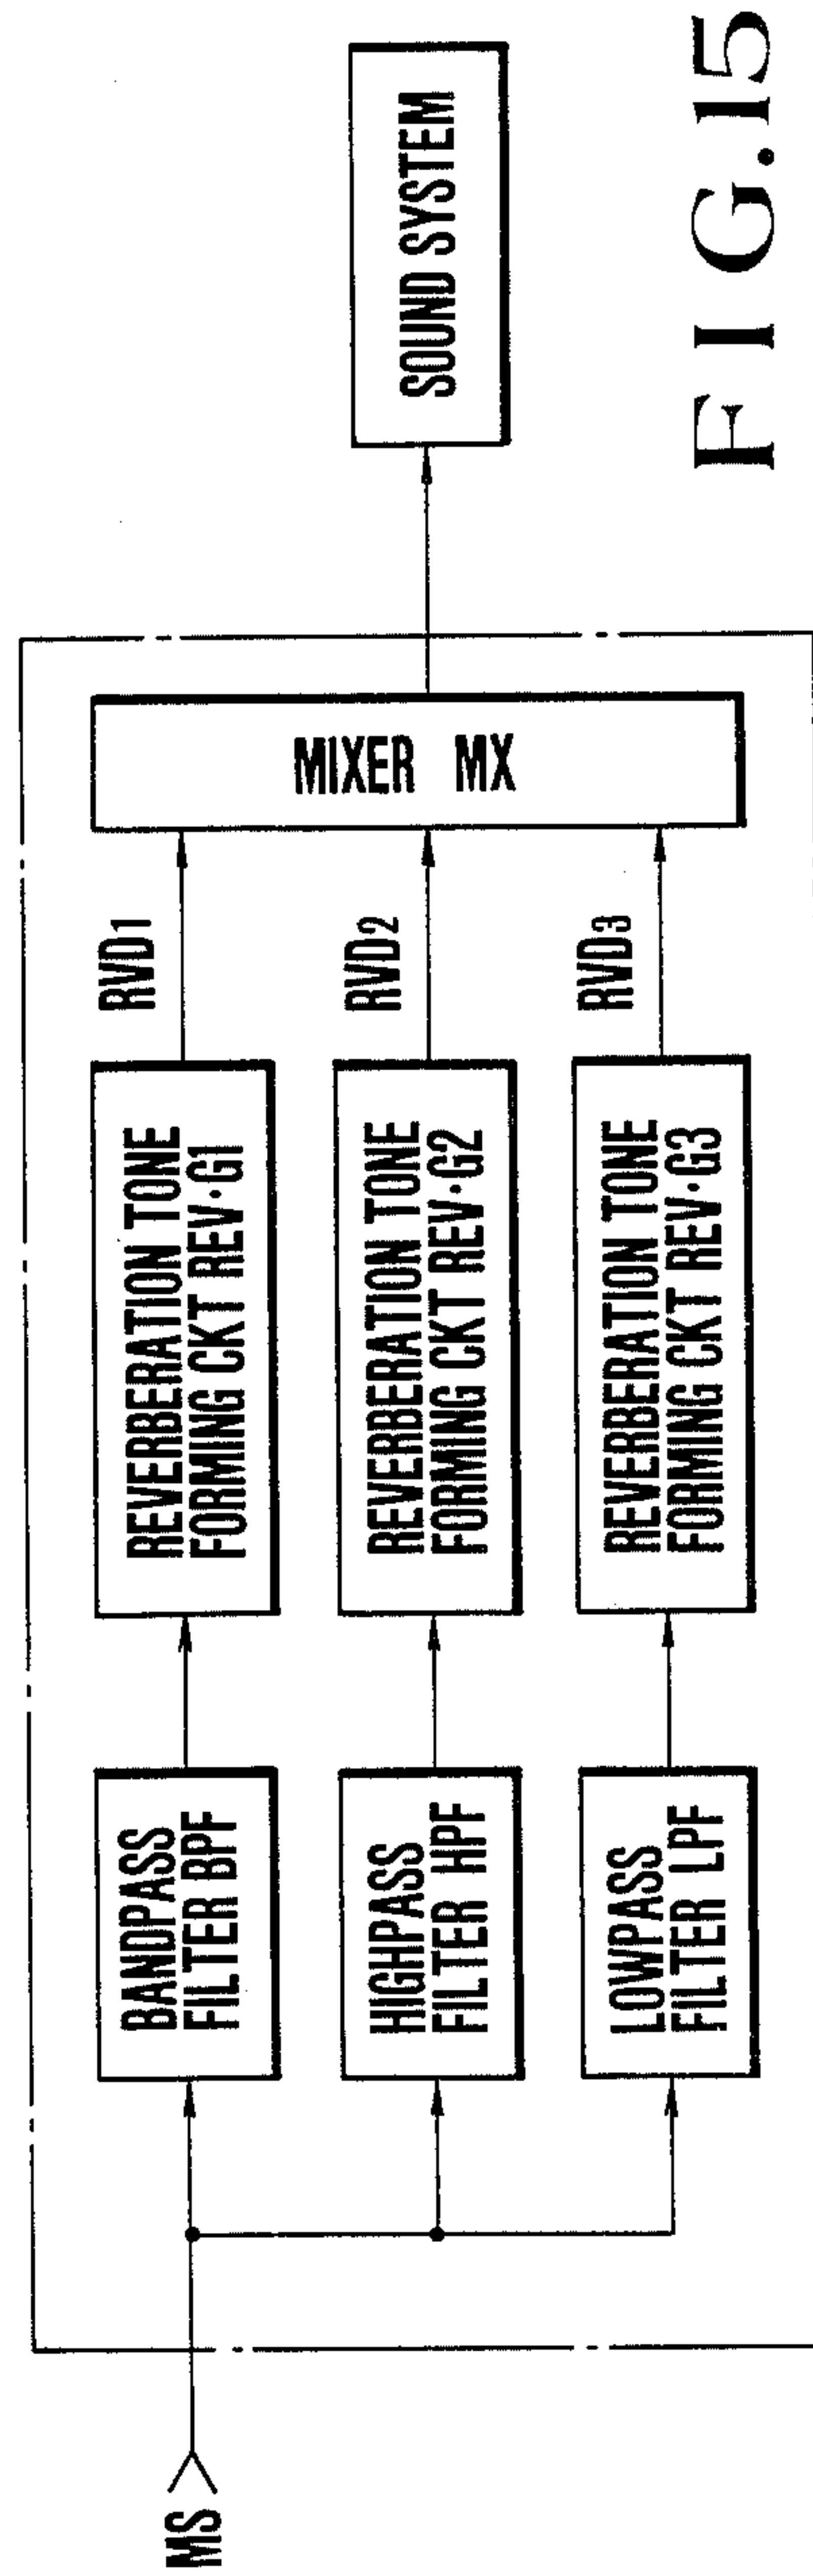 MS
BANDPASS
FILTER BPF
REVERBERATION TONE
FORMING CKT REV·G1
RVD1
HIGHPASS
FILTER HPF
REVERBERATION TONE
FORMING CKT REV·G2
RVD2
LOWPASS
FILTER LPF
REVERBERATION TONE
FORMING CKT REV·G3
RVD3
MIXER MX
SOUND SYSTEM
FIG.15